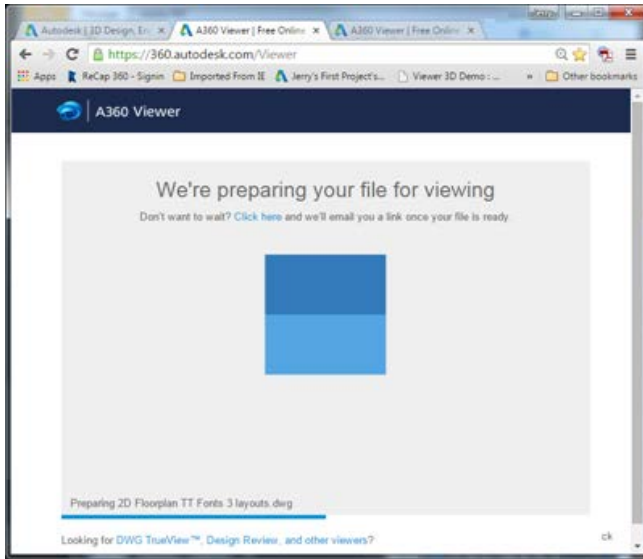 Jerry
Autodesk | 3D Design, En
A360 Viewer | Free Online
A360 Viewer | Free Online
https://360.autodesk.com/Viewer
Apps ReCap 360 - Signin Imported From IE Jerry's First Project's... Viewer 3D Demo : ... » Other bookmarks
A360 Viewer
We're preparing your file for viewing
Don't want to wait? Click here and we'll email you a link once your file is ready.
Preparing 2D Floorplan TT Fonts 3 layouts.dwg
Looking for DWG TrueView™, Design Review, and other viewers?
ck